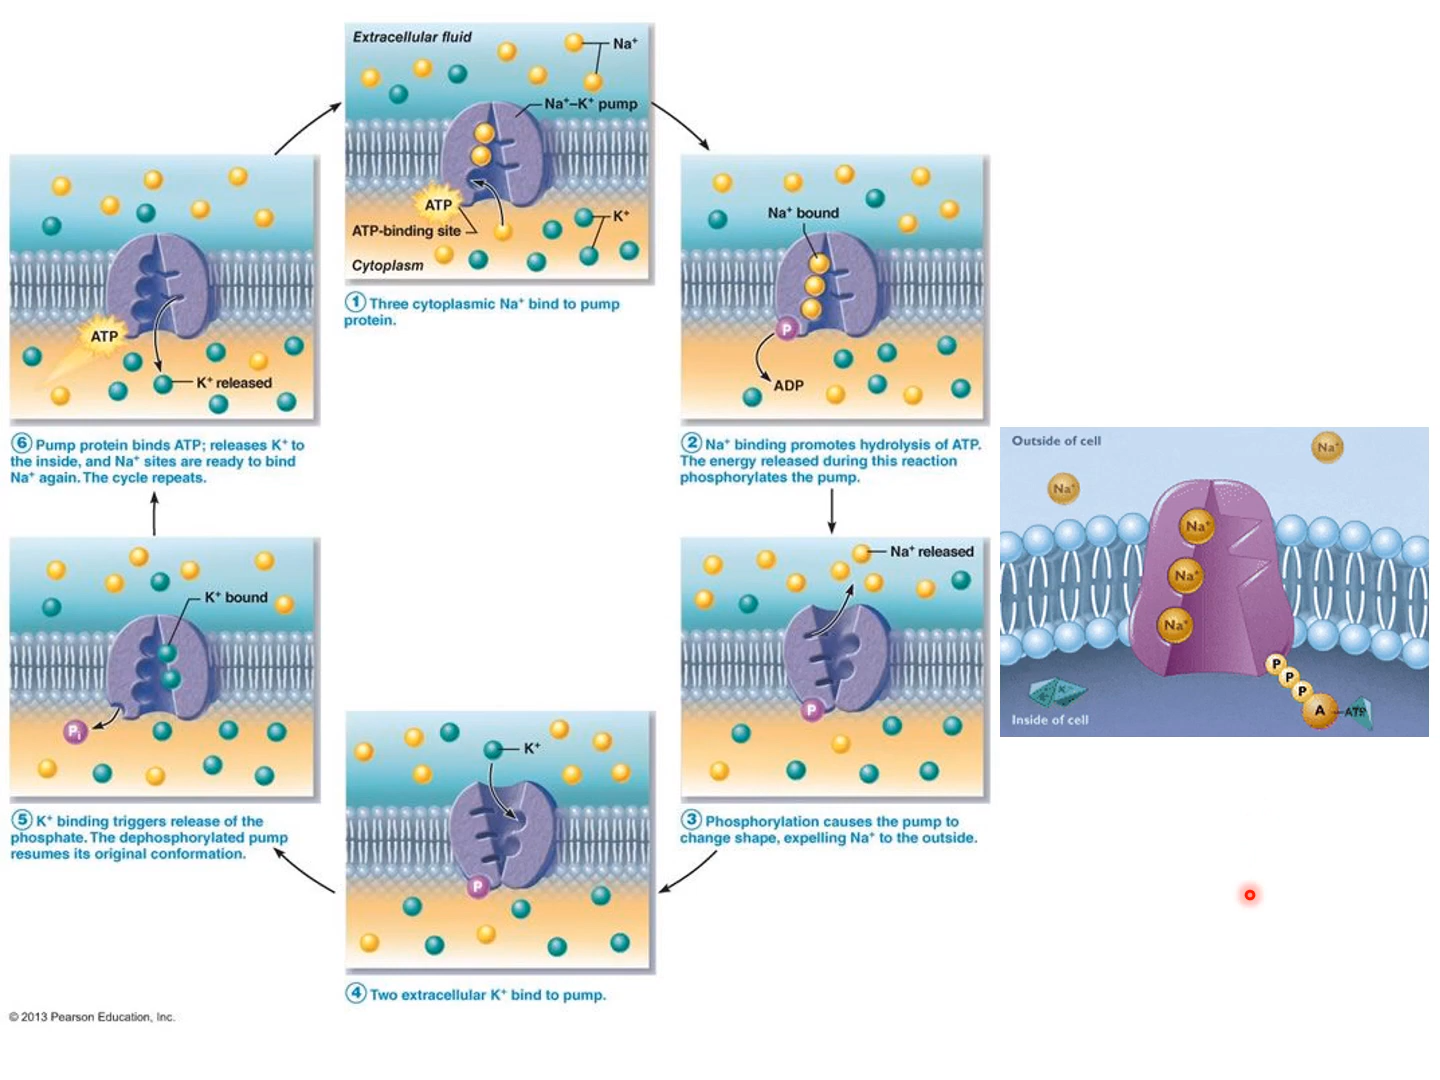 Extracellular fluid
Na⁺
Na⁺–K⁺ pump
ATP
ATP-binding site
K⁺
Cytoplasm
① Three cytoplasmic Na⁺ bind to pump
protein.
Na⁺ bound
P
ADP
② Na⁺ binding promotes hydrolysis of ATP.
The energy released during this reaction
phosphorylates the pump.
Na⁺ released
P
③ Phosphorylation causes the pump to
change shape, expelling Na⁺ to the outside.
K⁺
P
④ Two extracellular K⁺ bind to pump.
K⁺ bound
Pi
⑤ K⁺ binding triggers release of the
phosphate. The dephosphorylated pump
resumes its original conformation.
ATP
K⁺ released
⑥ Pump protein binds ATP; releases K⁺ to
the inside, and Na⁺ sites are ready to bind
Na⁺ again. The cycle repeats.
Outside of cell
Na⁺
Na⁺
Na⁺
Na⁺
Na⁺
P
P
P
A
ATP
K⁺ K⁺
Inside of cell
© 2013 Pearson Education, Inc.